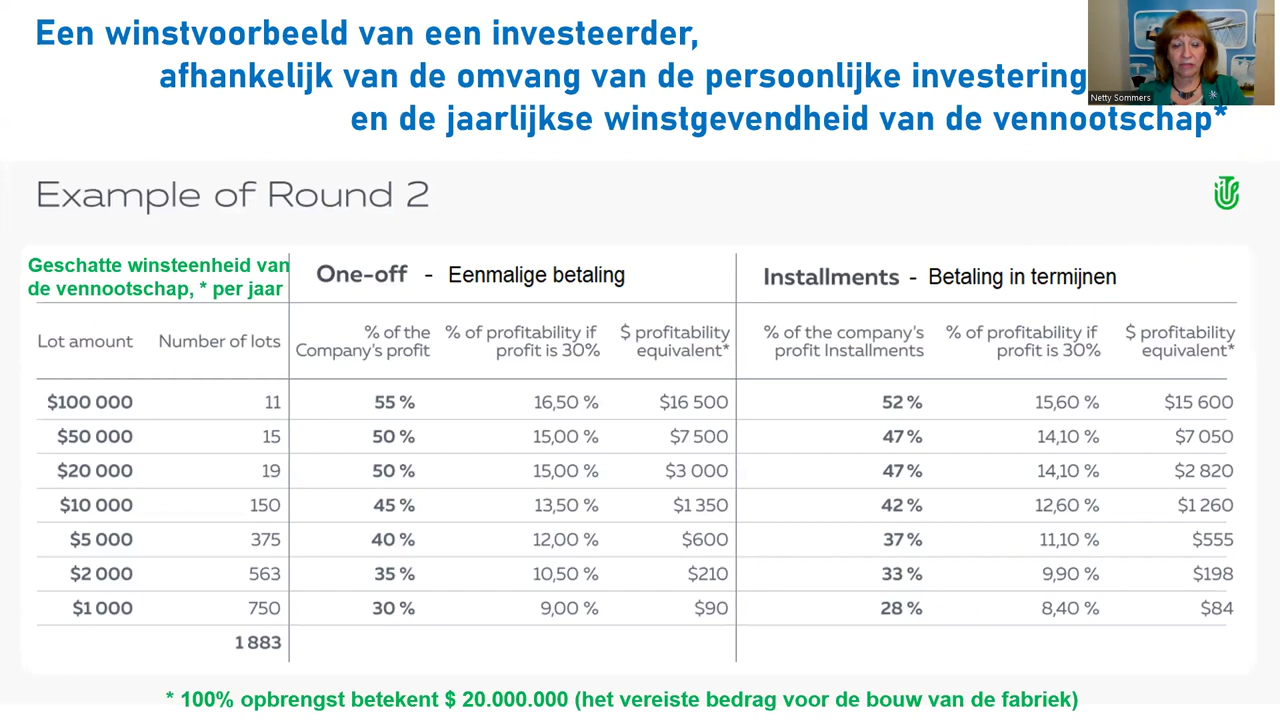 Een winstvoorbeeld van een investeerder,
afhankelijk van de omvang van de persoonlijke investering
en de jaarlijkse winstgevendheid van de vennootschap*
Netty Sommers
Example of Round 2
Geschatte winsteenheid van
de vennootschap, * per jaar
One-off - Eenmalige betaling
Installments - Betaling in termijnen
Lot amount
Number of lots
% of the
Company's profit
% of profitability if
profit is 30%
$ profitability
equivalent*
% of the company's
profit Installments
% of profitability if
profit is 30%
$ profitability
equivalent*
$100 000 11 55 % 16,50 % $16 500 52 % 15,60 % $15 600
$50 000 15 50 % 15,00 % $7 500 47 % 14,10 % $7 050
$20 000 19 50 % 15,00 % $3 000 47 % 14,10 % $2 820
$10 000 150 45 % 13,50 % $1 350 42 % 12,60 % $1 260
$5 000 375 40 % 12,00 % $600 37 % 11,10 % $555
$2 000 563 35 % 10,50 % $210 33 % 9,90 % $198
$1 000 750 30 % 9,00 % $90 28 % 8,40 % $84
1 883
* 100% opbrengst betekent $ 20.000.000 (het vereiste bedrag voor de bouw van de fabriek)